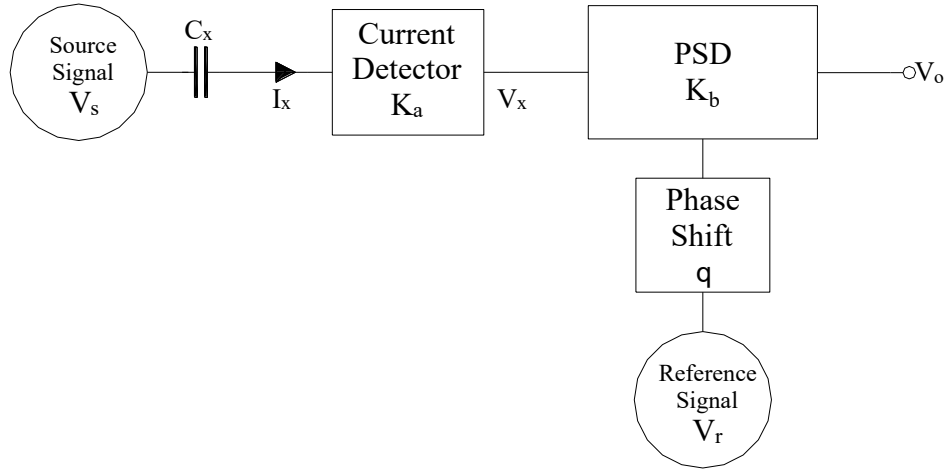 Source
Signal
Vs
Cx
Ix
Current
Detector
Ka
Vx
PSD
Kb
Vo
Phase
Shift
q
Reference
Signal
Vr